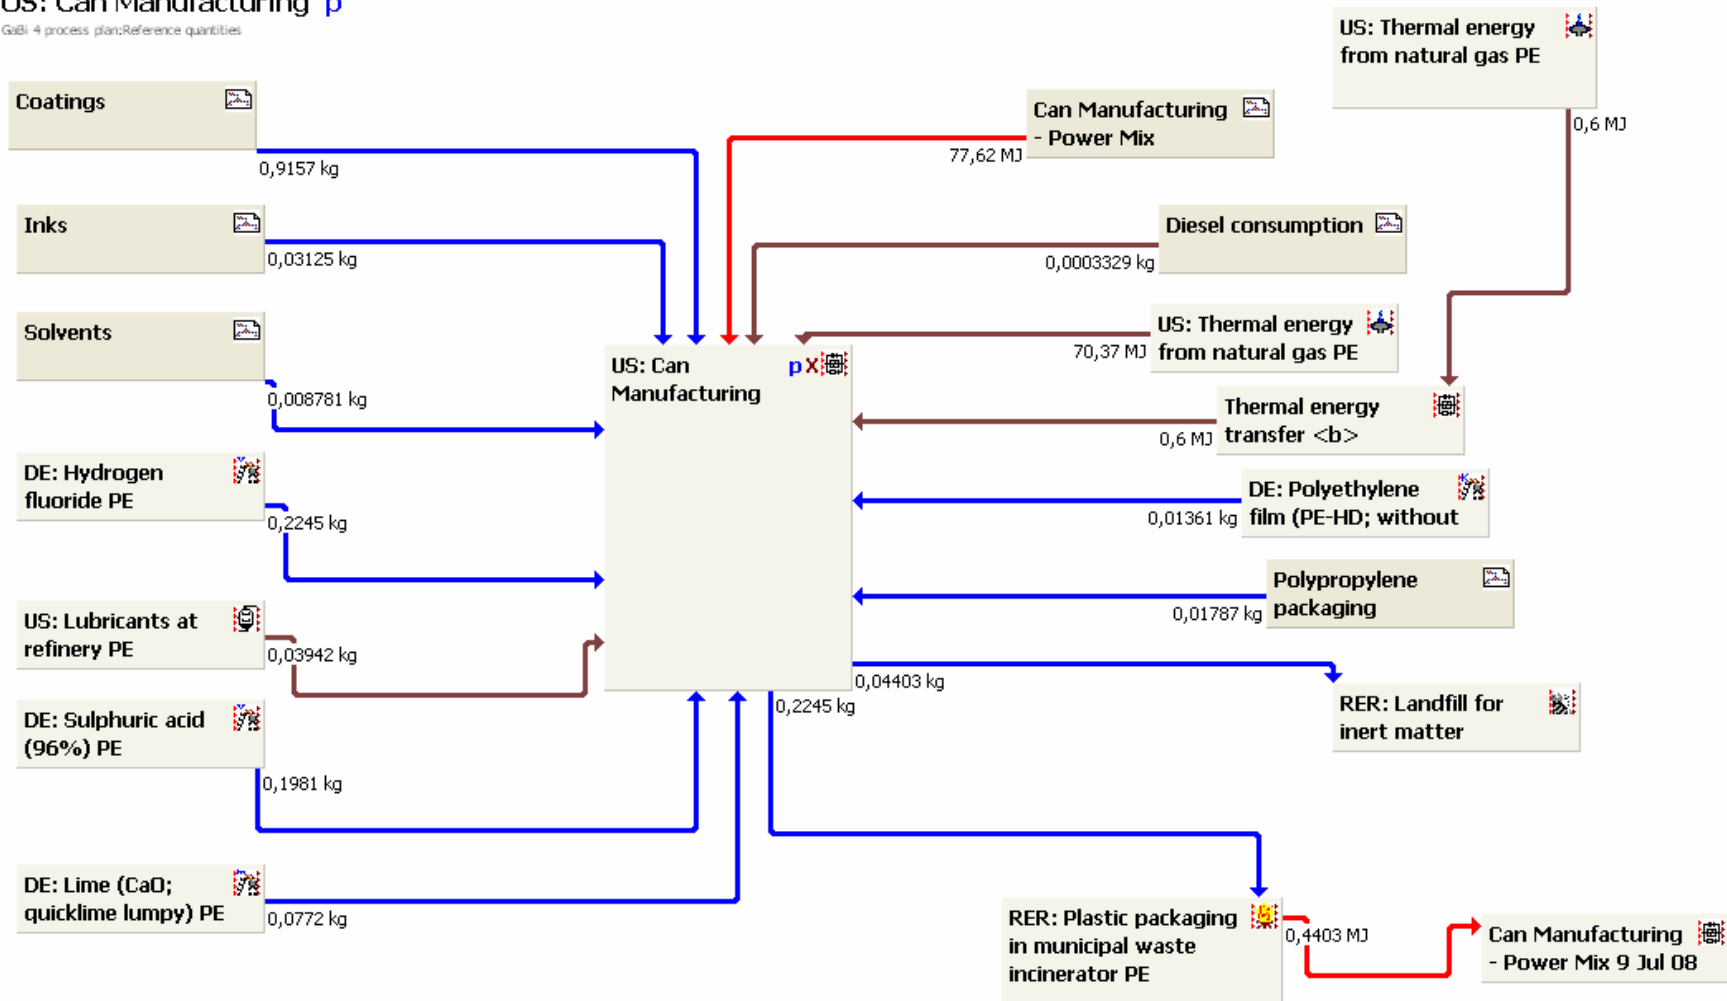 US: Can Manufacturing p
GaBi 4 process plan:Reference quantities
US: Thermal energy
from natural gas PE
0,6 MJ
Coatings
0,9157 kg
Can Manufacturing
- Power Mix
77,62 MJ
Inks
0,03125 kg
Diesel consumption
0,0003329 kg
Solvents
0,008781 kg
US: Thermal energy
from natural gas PE
70,37 MJ
US: Can
Manufacturing
p X
Thermal energy
transfer <b>
0,6 MJ
DE: Hydrogen
fluoride PE
0,2245 kg
DE: Polyethylene
film (PE-HD; without
0,01361 kg
Polypropylene
packaging
0,01787 kg
US: Lubricants at
refinery PE
0,03942 kg
0,04403 kg
0,2245 kg
RER: Landfill for
inert matter
DE: Sulphuric acid
(96%) PE
0,1981 kg
DE: Lime (CaO;
quicklime lumpy) PE
0,0772 kg
RER: Plastic packaging
in municipal waste
incinerator PE
0,4403 MJ
Can Manufacturing
- Power Mix 9 Jul 08